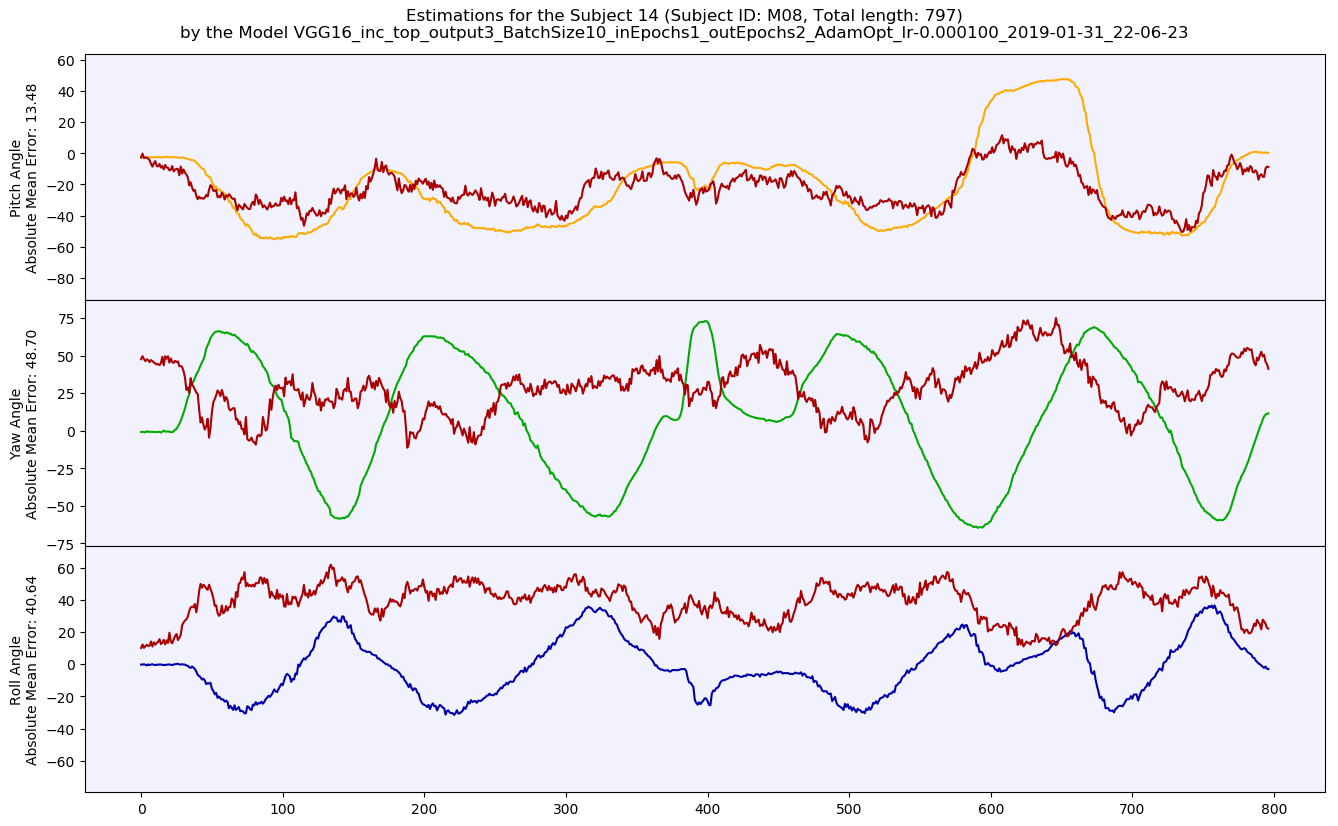 Estimations for the Subject 14 (Subject ID: M08, Total length: 797)
by the Model VGG16_inc_top_output3_BatchSize10_inEpochs1_outEpochs2_AdamOpt_lr-0.000100_2019-01-31_22-06-23
Pitch Angle
Absolute Mean Error: 13.48
60
40
20
0
−20
−40
−60
−80
Yaw Angle
Absolute Mean Error: 48.70
75
50
25
0
−25
−50
−75
Roll Angle
Absolute Mean Error: 40.64
60
40
20
0
−20
−40
−60
0 100 200 300 400 500 600 700 800